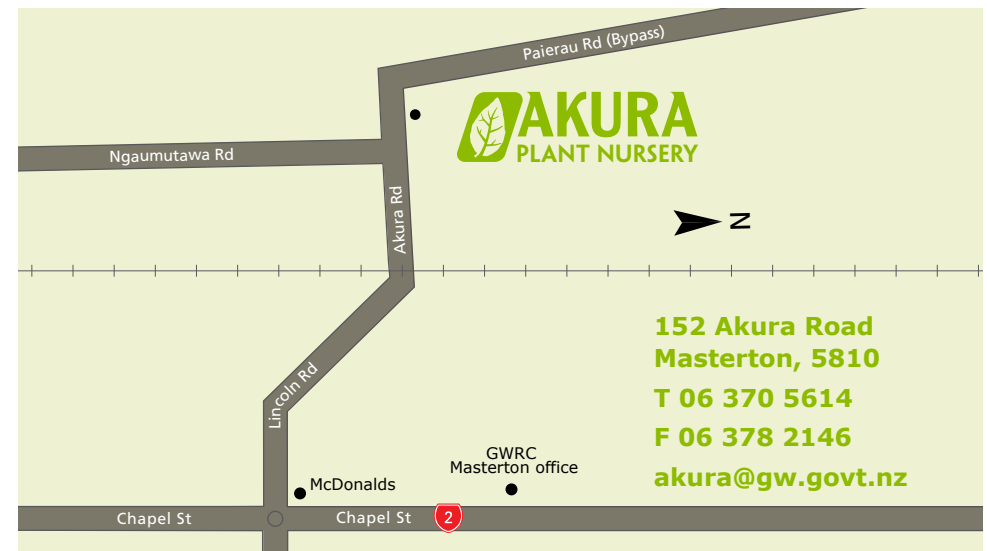 Paierau Rd (Bypass)
AKURA
PLANT NURSERY
Ngaumutawa Rd
Akura Rd
N
152 Akura Road
Masterton, 5810
T 06 370 5614
F 06 378 2146
akura@gw.govt.nz
Lincoln Rd
GWRC
Masterton office
McDonalds
Chapel St
Chapel St
2